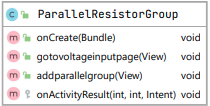 C ParallelResistorGroup
m onCreate(Bundle) void
m gotovoltageinputpage(View) void
m addparallelgroup(View) void
m onActivityResult(int, int, Intent) void